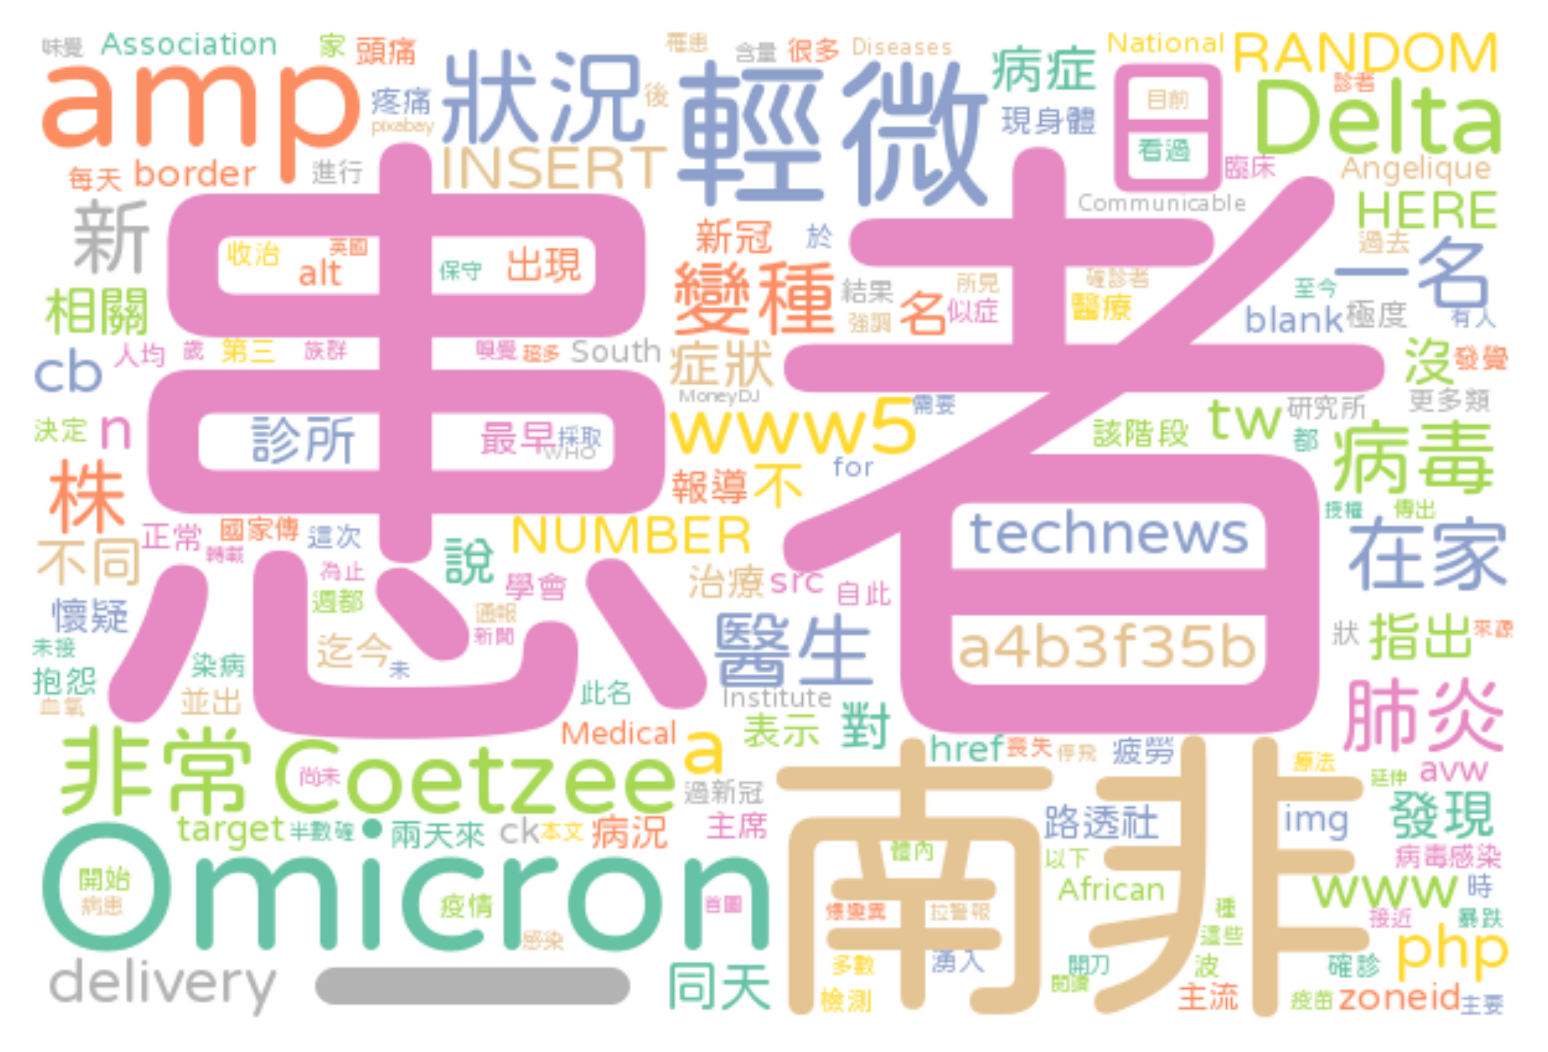 味覺 Association 家 頭痛 罹患 含量 很多 Diseases 病症 National RANDOM
amp 疼痛 狀況 後 輕微 現身體 日 目前 診者 Delta
pixabay 看過
每天 border 進行 INSERT 臨床 Angelique
新 Communicable HERE
收治 英國 alt 保守 出現 新冠 於 過去 一名
相關 變種 結果 所見 確診者 醫療 至今
強調 名 似症 blank 極度 有人
cb 人均 歲 第三 族群 嗅覺 超多 South 症狀 沒 發覺
MoneyDJ 需要 更多類
決定 n 診所 最早 採取 WHO www5 該階段 tw 研究所 都 病毒
株 報導 不 for
正常 國家傳 這次 NUMBER technews 授權 傳出
不同 轉載 為止 說 學會 治療 src 自此 在家
懷疑 週都 通報 新聞 醫生 狀 指出 來源
未接 迄今 未 a4b3f35b
抱怨 染病 此名 Institute 肺炎
血氧 並出 患者
Medical a 表示 對 href 喪失 停飛 疲勞 療法
非常 尚未 Coetzee 過新冠 延伸 avw
target 半數確 兩天來 ck 本文 病況 主席 南非 路透社 img 發現
Omicron 開始 病患 疫情 首圖 體內 以下 病毒感染
African www 時
感染 爆變異 拉警報 種 這些 接近 暴跌
delivery 同天 多數 湧入 開刀 波 確診 php
閱讀
檢測 主流 疫苗 zoneid 主要